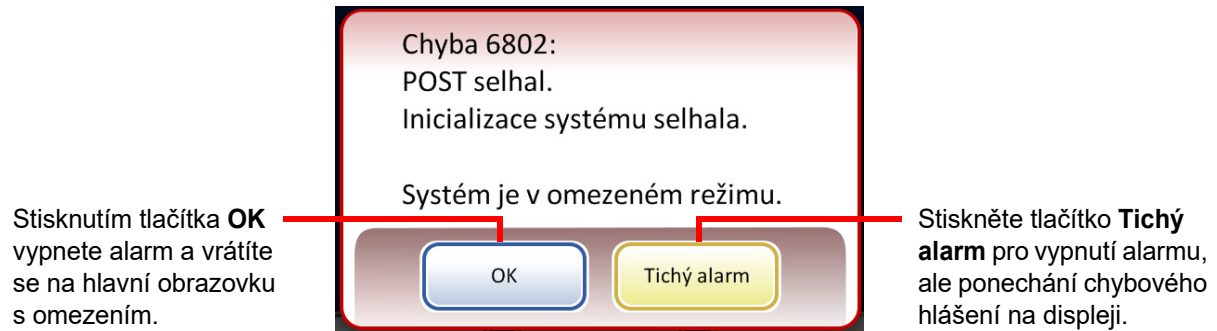 Chyba 6802:
POST selhal.
Inicializace systému selhala.
Systém je v omezeném režimu.
OK
Tichý alarm
Stisknutím tlačítka OK
vypnete alarm a vrátíte
se na hlavní obrazovku
s omezením.
Stiskněte tlačítko Tichý
alarm pro vypnutí alarmu,
ale ponechání chybového
hlášení na displeji.